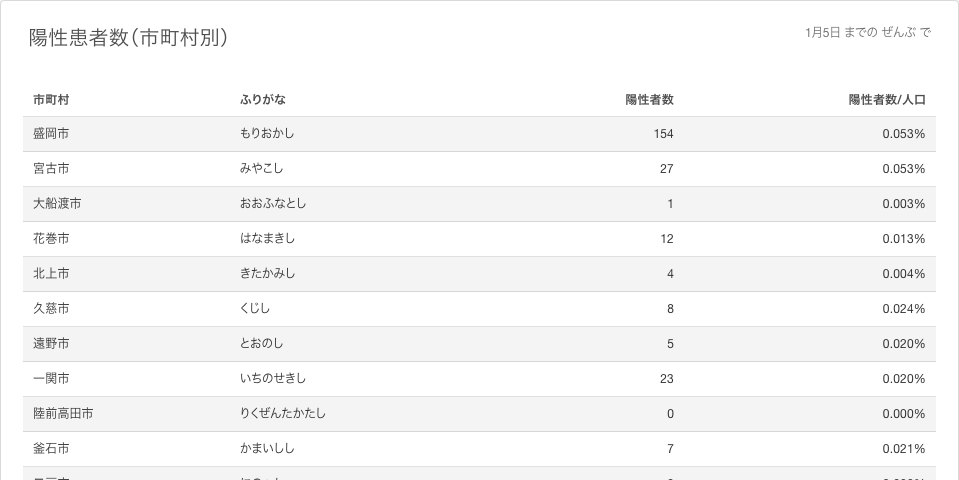 陽性患者数（市町村別）
1月5日 までの ぜんぶ で
市町村 ふりがな 陽性者数 陽性者数/人口
盛岡市 もりおかし 154 0.053%
宮古市 みやこし 27 0.053%
大船渡市 おおふなとし 1 0.003%
花巻市 はなまきし 12 0.013%
北上市 きたかみし 4 0.004%
久慈市 くじし 8 0.024%
遠野市 とおのし 5 0.020%
一関市 いちのせきし 23 0.020%
陸前高田市 りくぜんたかたし 0 0.000%
釜石市 かまいしし 7 0.021%